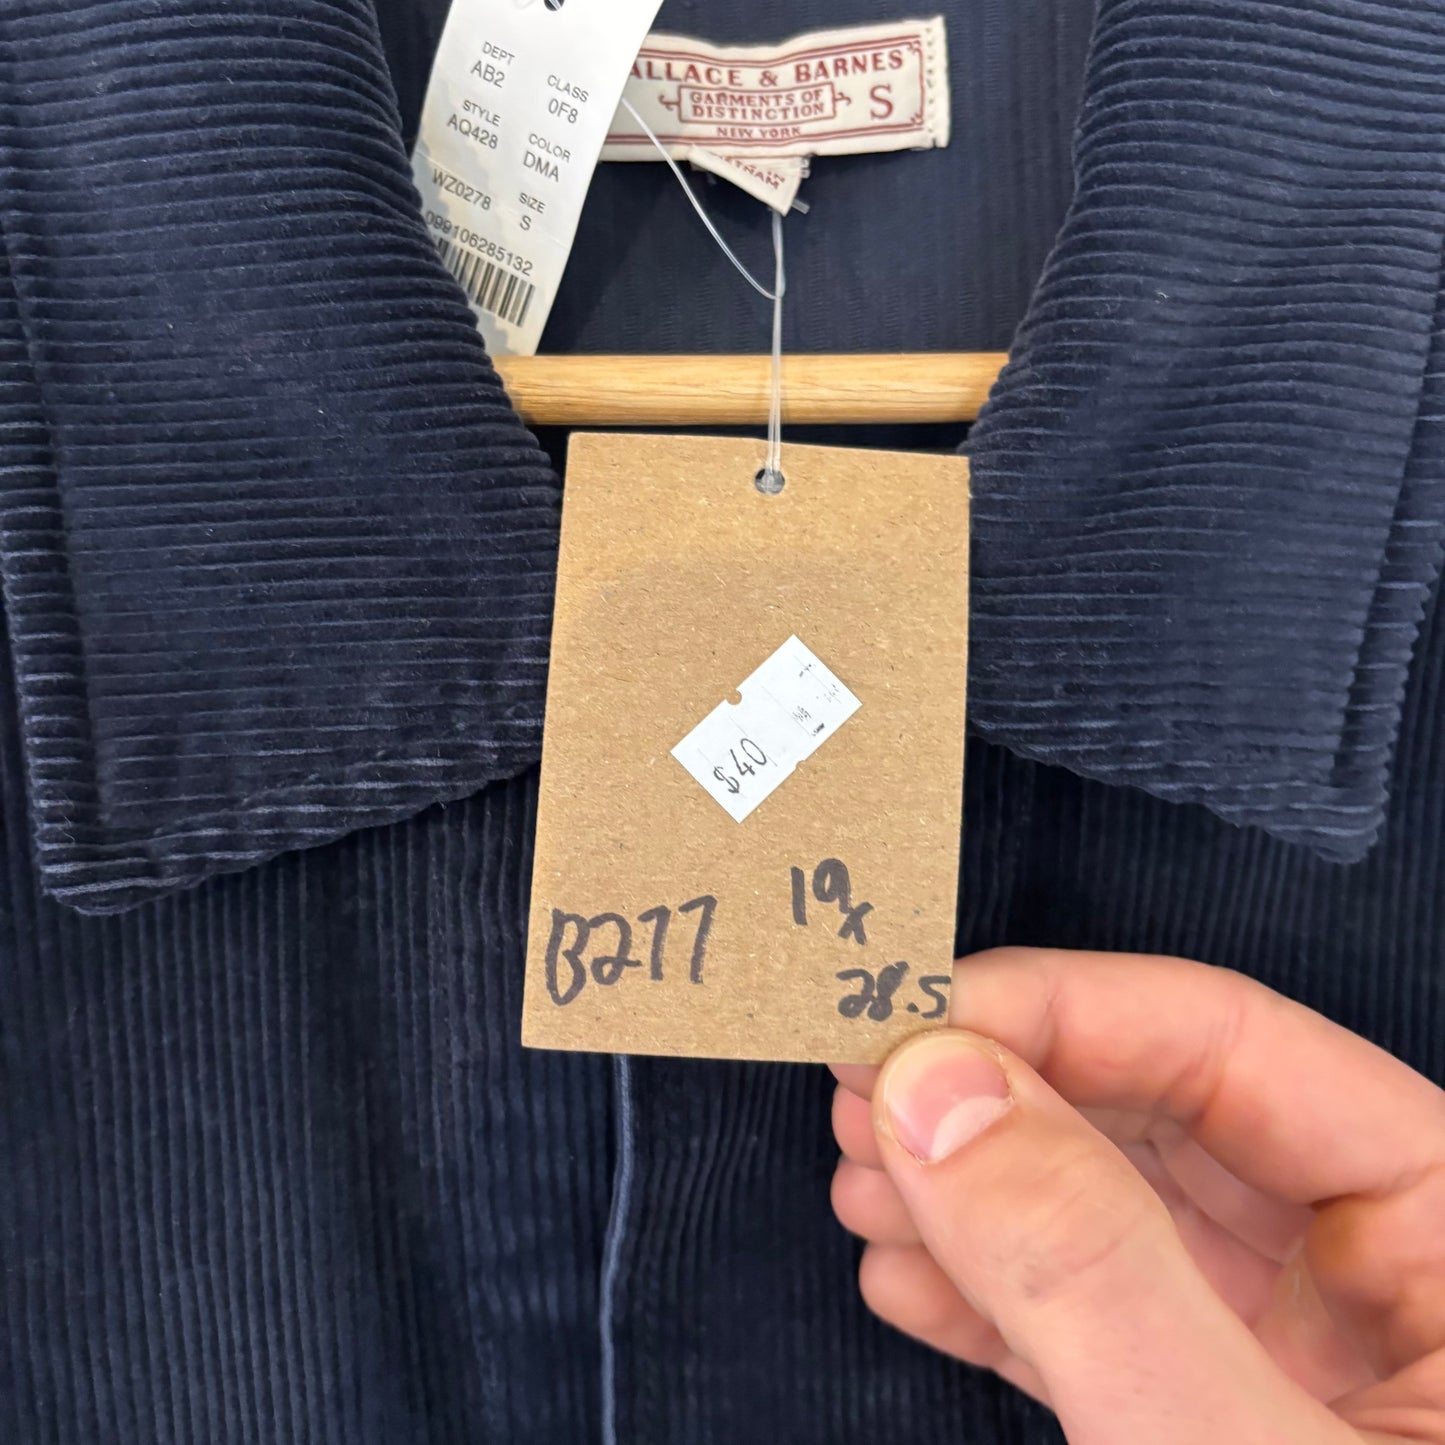 DEPT
AB2
CLASS
0F8
STYLE
AQ428
COLOR
DMA
WZ0278
SIZE
S
099106285132
ALLACE & BARNES
GARMENTS OF
DISTINCTION
S
NEW YORK
$40
B277
19x
28.5